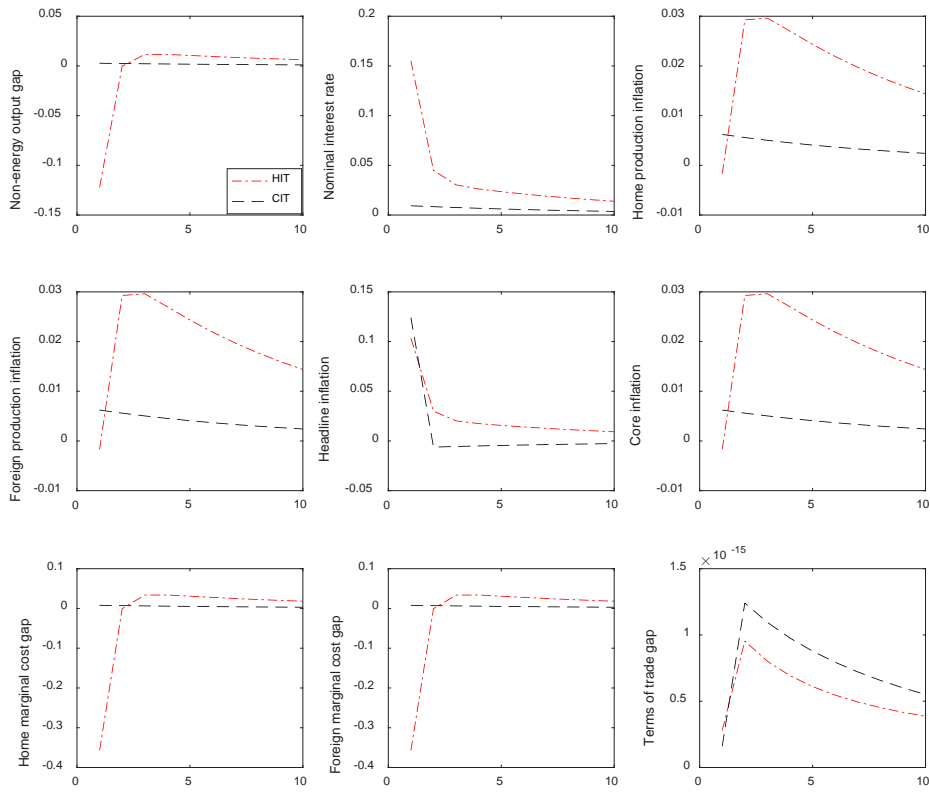 0.05
0
-0.05
-0.1
-0.15
0 5 10
Non-energy output gap
HIT
CIT
0.2
0.15
0.1
0.05
0
0 5 10
Nominal interest rate
0.03
0.02
0.01
0
-0.01
0 5 10
Home production inflation
0.03
0.02
0.01
0
-0.01
0 5 10
Foreign production inflation
0.15
0.1
0.05
0
-0.05
0 5 10
Headline inflation
0.03
0.02
0.01
0
-0.01
0 5 10
Core inflation
0.1
0
-0.1
-0.2
-0.3
-0.4
0 5 10
Home marginal cost gap
0.1
0
-0.1
-0.2
-0.3
-0.4
0 5 10
Foreign marginal cost gap
× 10 -15
1.5
1
0.5
0
0 5 10
Terms of trade gap